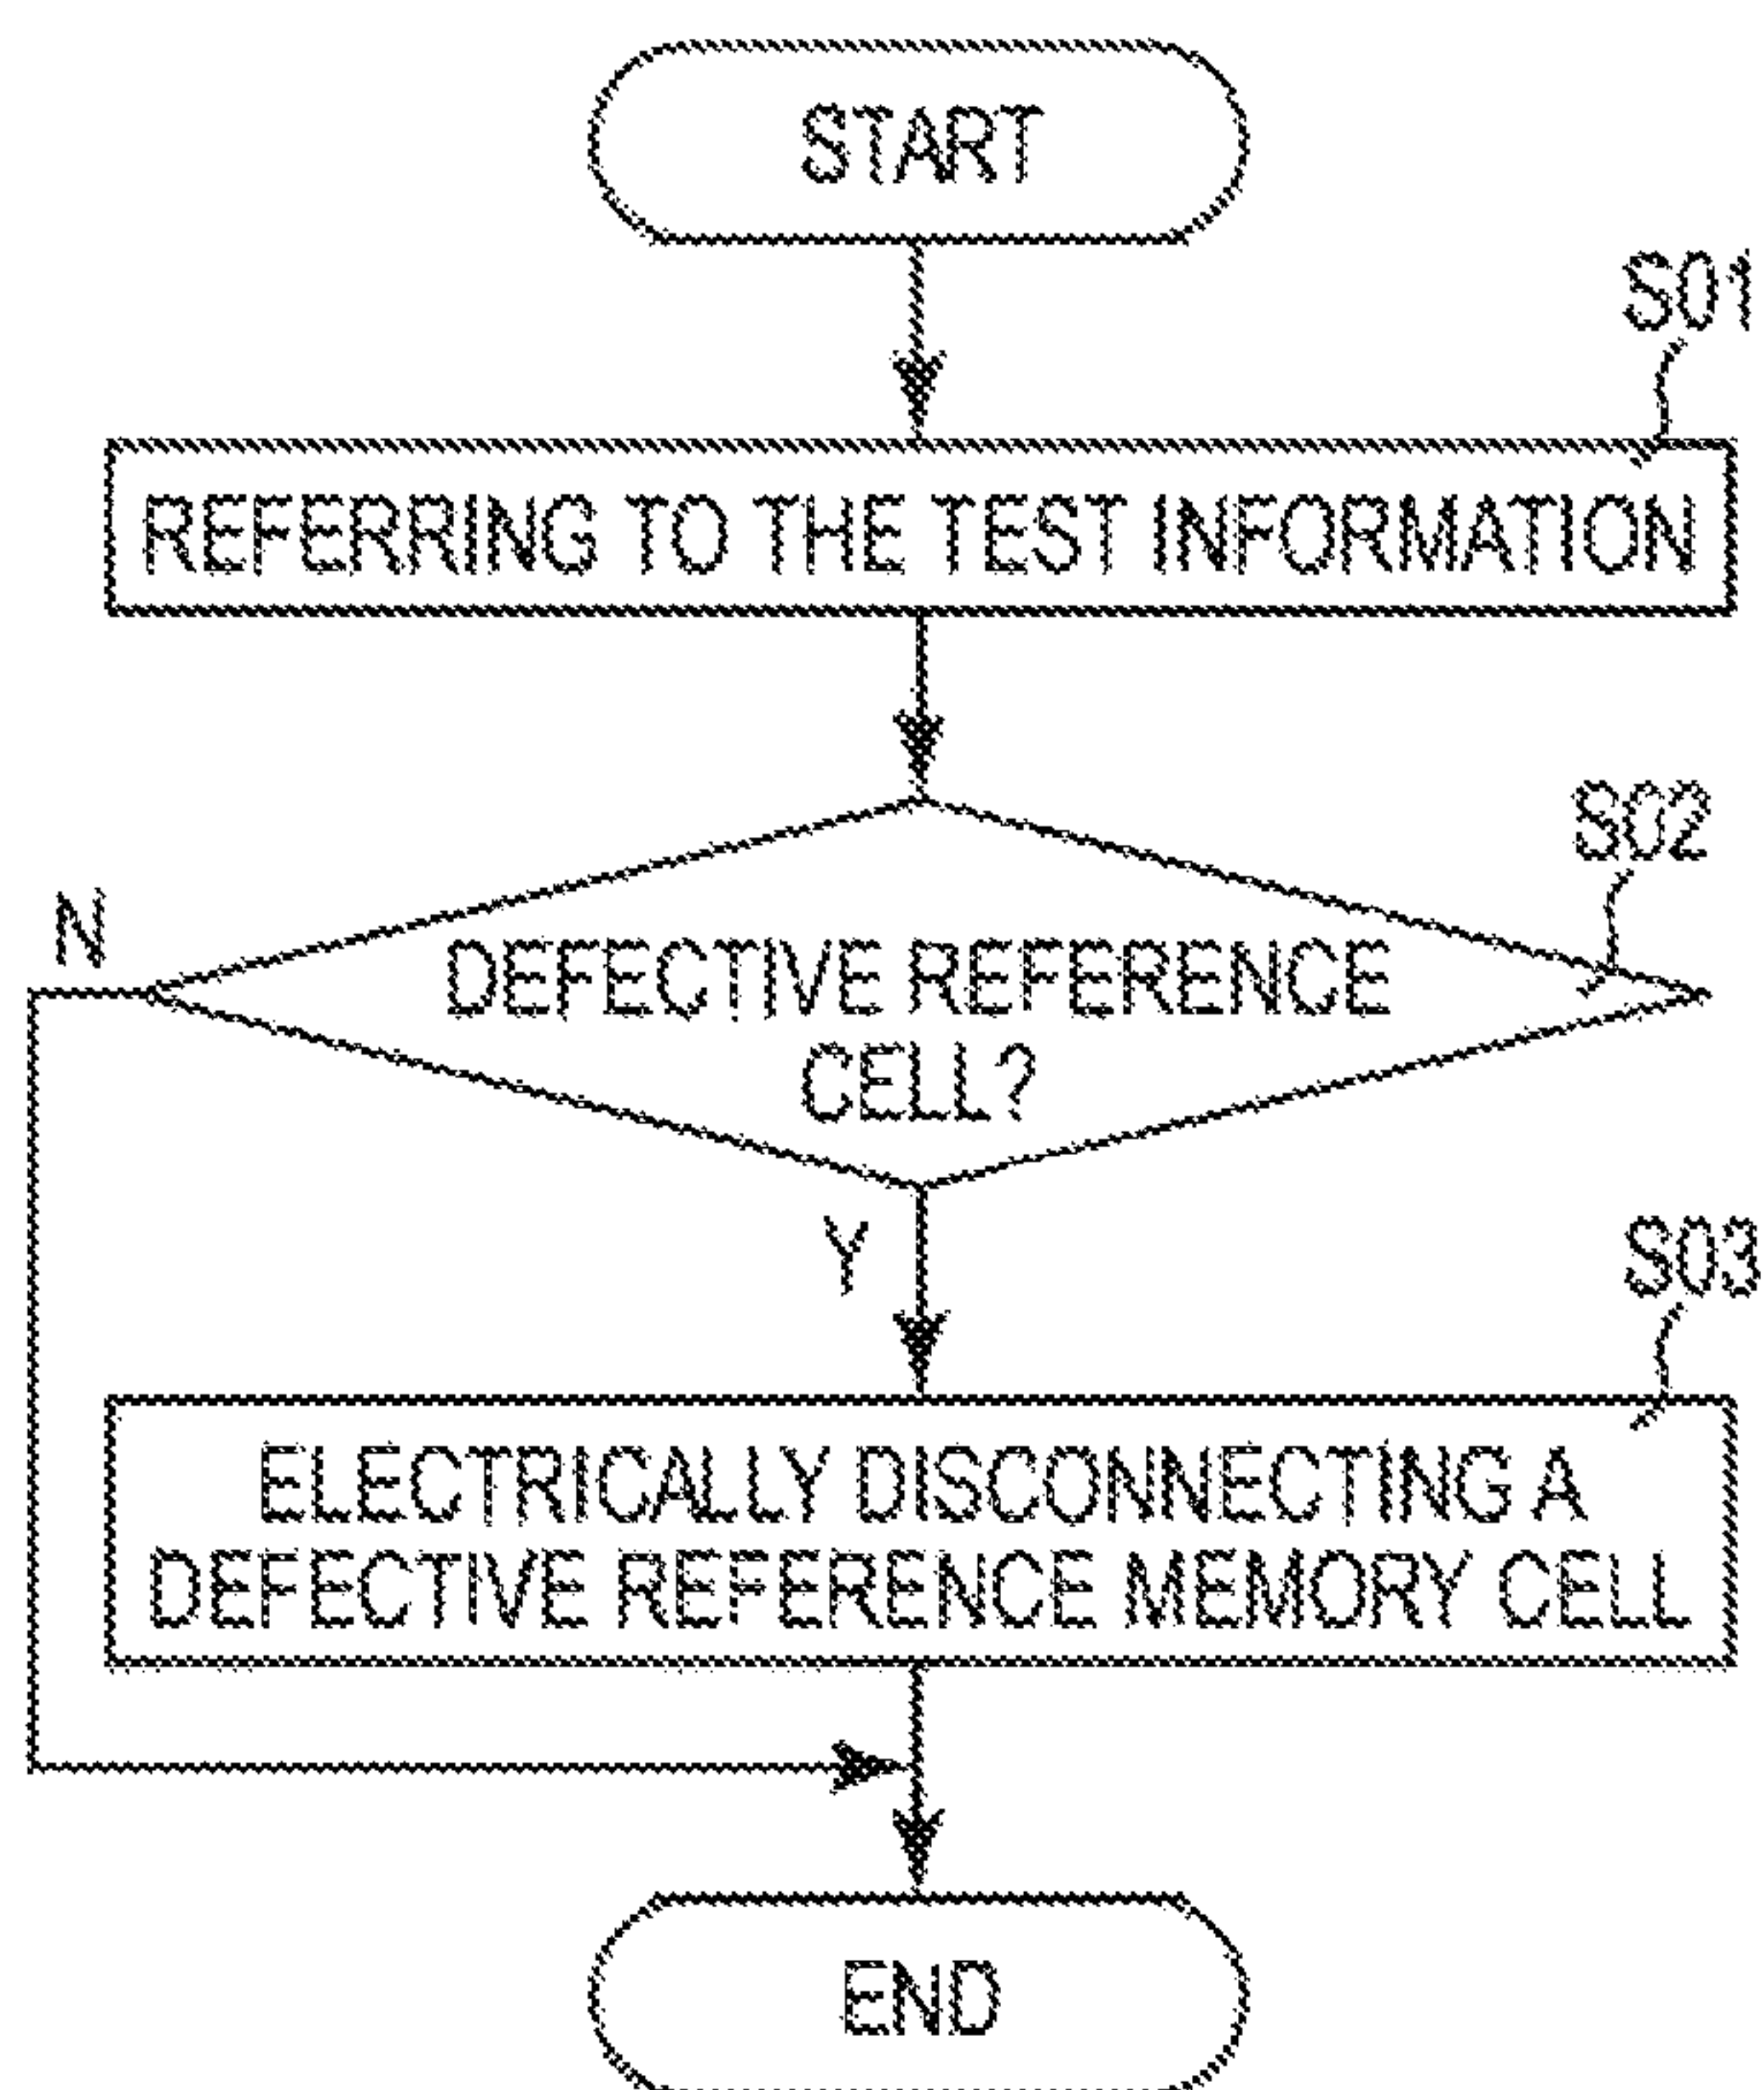 START
S01
REFERRING TO THE TEST INFORMATION
S02
N
DEFECTIVE REFERENCE
CELL?
Y
S03
ELECTRICALLY DISCONNECTING A
DEFECTIVE REFERENCE MEMORY CELL
END